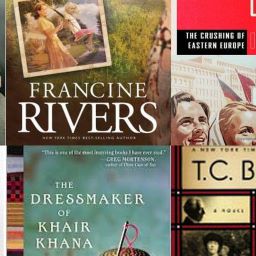 FRANCINE
RIVERS
NEW YORK TIMES BEST-SELLING AUTHOR
THE CRUSHING OF
EASTERN EUROPE
"This is one of the most inspiring books I have ever read."
—GREG MORTENSON,
THE
DRESSMAKER
OF
KHAIR
KHANA
A NEW YORK TIM
T.C. B
A NOVEL